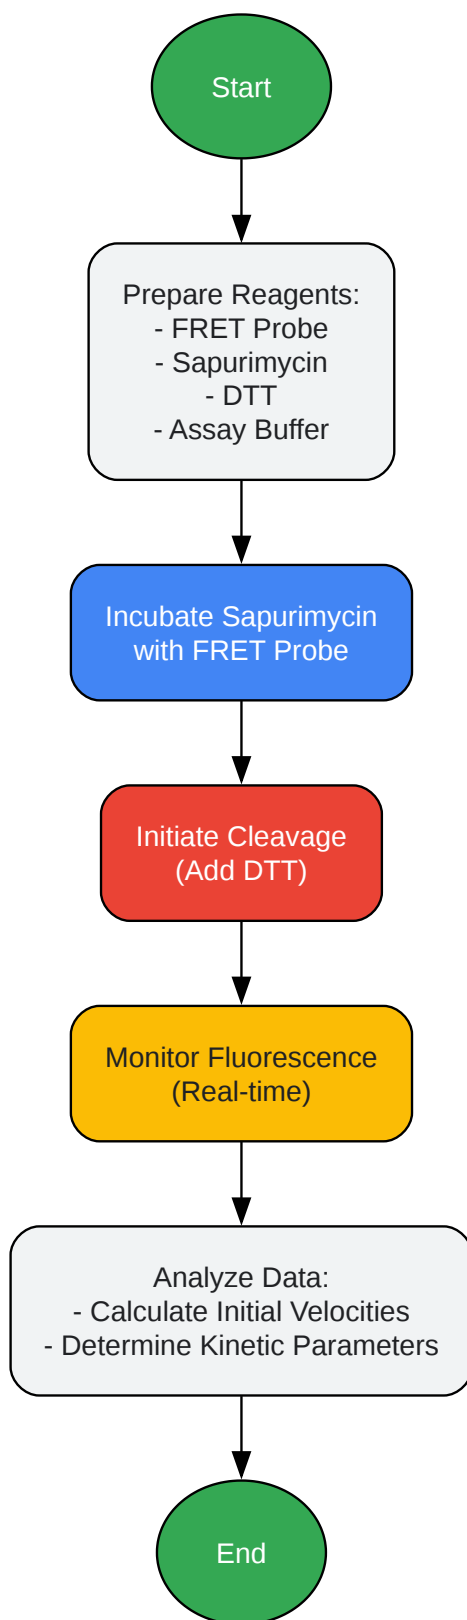 Start
Prepare Reagents:
- FRET Probe
- Sapurimycin
- DTT
- Assay Buffer
Incubate Sapurimycin
with FRET Probe
Initiate Cleavage
(Add DTT)
Monitor Fluorescence
(Real-time)
Analyze Data:
- Calculate Initial Velocities
- Determine Kinetic Parameters
End